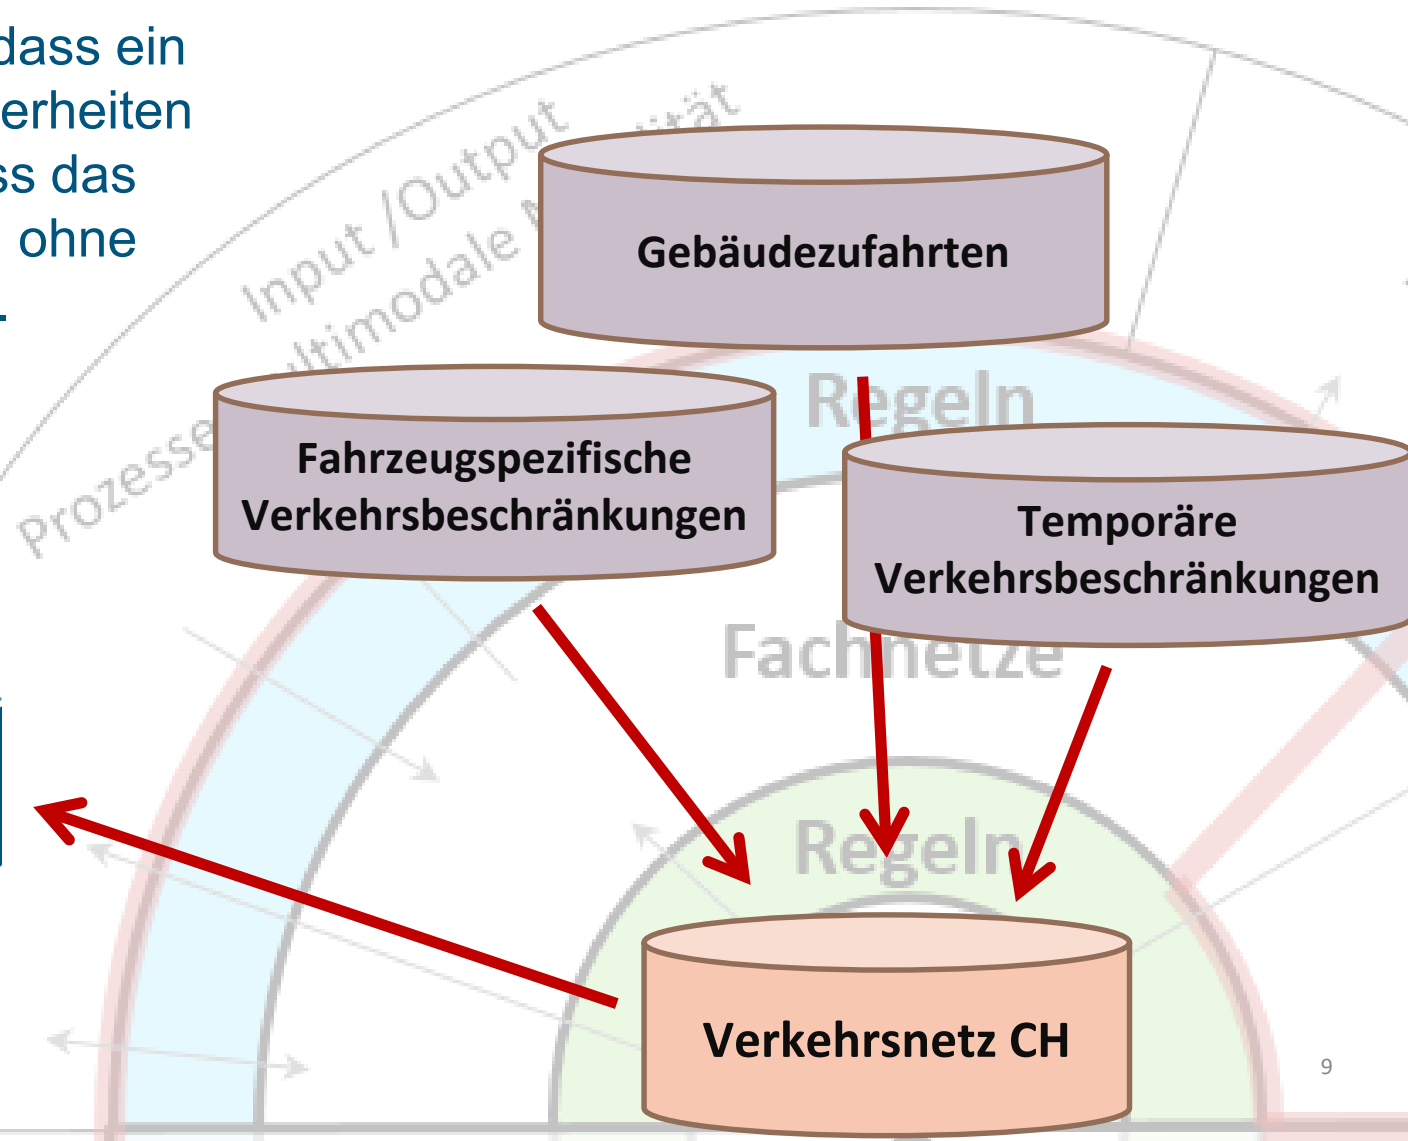 dass ein
erheiten
ss das
ohne
Input /Output
Prozesse
Gebäudezufahrten
Regeln
Fahrzeugspezifische
Verkehrsbeschränkungen
Temporäre
Verkehrsbeschränkungen
Fachnetze
Regeln
Verkehrsnetz CH
9